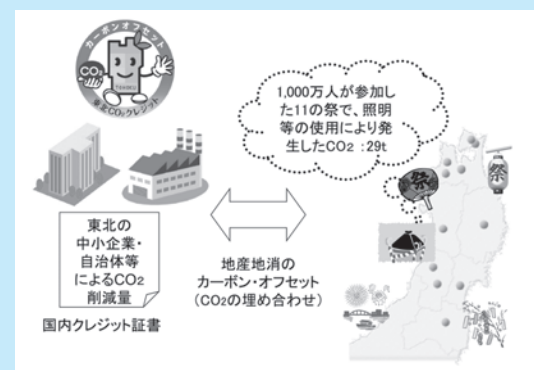 カーボンオフセット
CO2
TOHOKU
東北CO2クレジット
1,000万人が参加し
た11の祭で、照明
等の使用により発
生したCO2 :29t
祭
祭
東北の
中小企業・
自治体等
によるCO2
削減量
国内クレジット証書
地産地消の
カーボン・オフセット
(CO2の埋め合わせ)